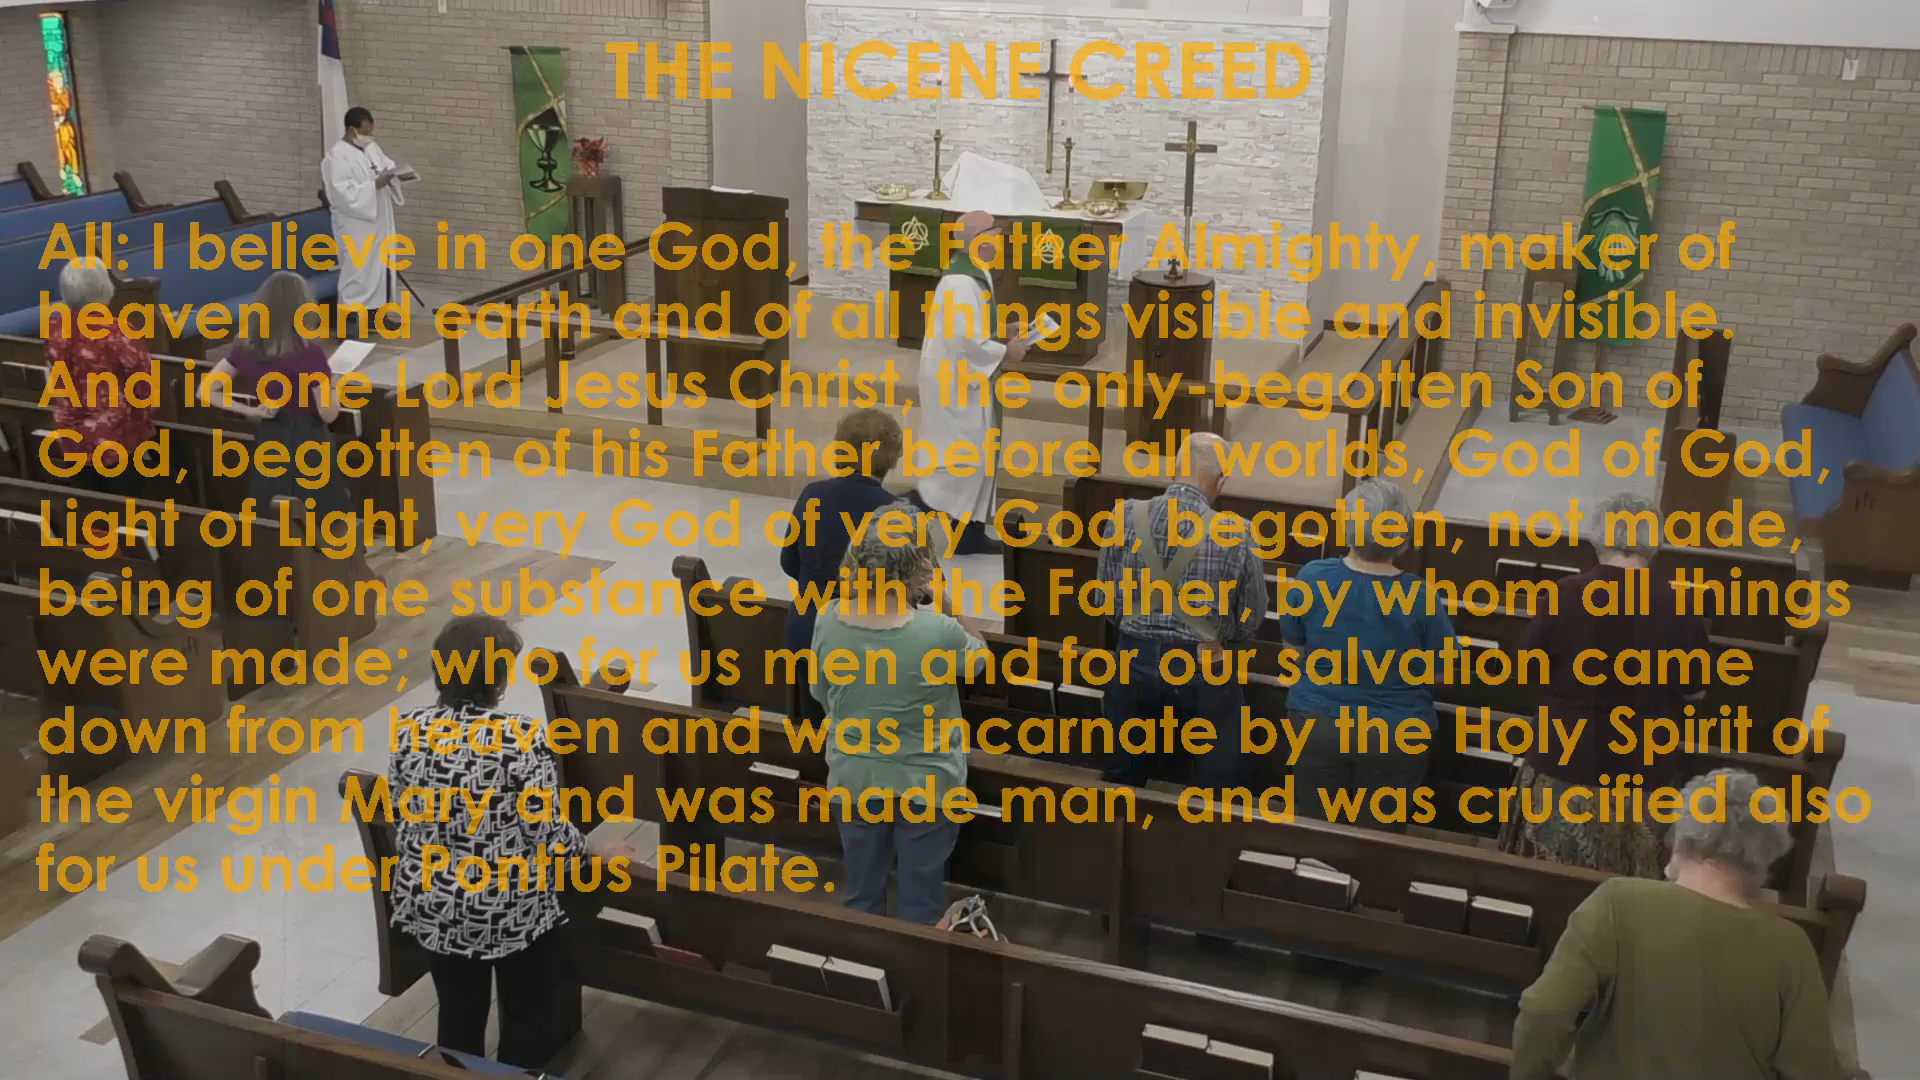 THE NICENE CREED
All: I believe in one God, the Father Almighty, maker of
heaven and earth and of all things visible and invisible.
And in one Lord Jesus Christ, the only-begotten Son of
God, begotten of his Father before all worlds, God of God,
Light of Light, very God of very God, begotten, not made,
being of one substance with the Father, by whom all things
were made; who for us men and for our salvation came
down from heaven and was incarnate by the Holy Spirit of
the virgin Mary and was made man, and was crucified also
for us under Pontius Pilate.